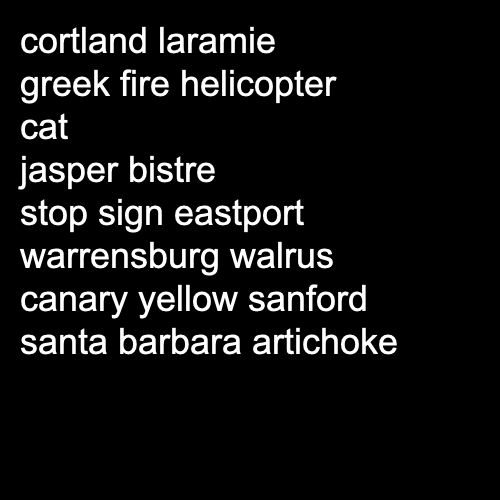 cortland laramie
greek fire helicopter
cat
jasper bistre
stop sign eastport
warrensburg walrus
canary yellow sanford
santa barbara artichoke